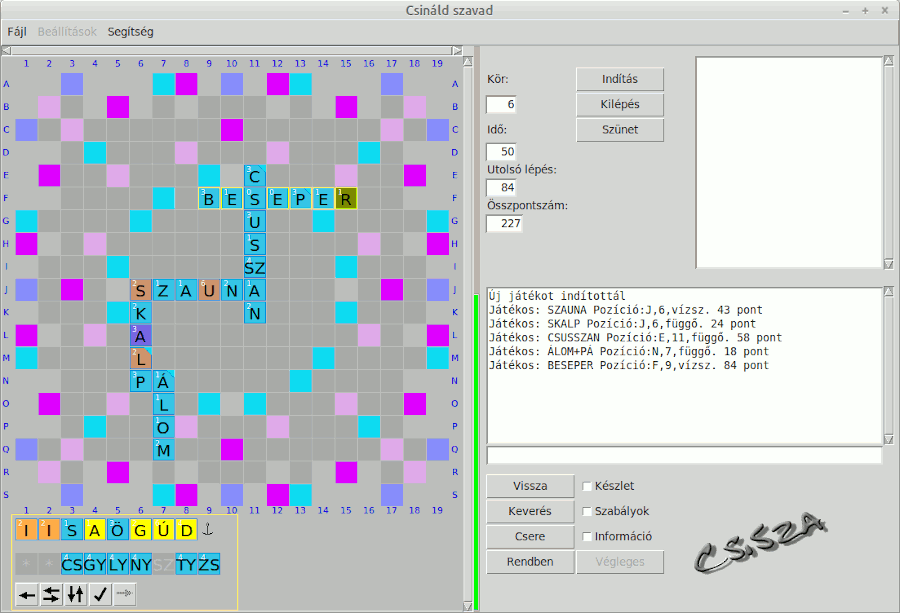 Csináld szavad
Fájl Beállítások Segítség
1 2 3 4 5 6 7 8 9 10 11 12 13 14 15 16 17 18 19
A A
B B
C C
D D
E C E
F B E S E P E R F
G U G
H S H
I SZ I
J S Z A U N A J
K K N K
L A L
M L M
N P Á N
O L O
P O P
Q M Q
R R
S S
1 2 3 4 5 6 7 8 9 10 11 12 13 14 15 16 17 18 19
I I S A Ö G Ú D
* * CS GY LY NY SZ TY ZS
Kör:
6
Idő:
50
Utolsó lépés:
84
Összpontszám:
227
Indítás
Kilépés
Szünet
Új játékot indítottál
Játékos: SZAUNA Pozíció:J,6,vízsz. 43 pont
Játékos: SKALP Pozíció:J,6,függő. 24 pont
Játékos: CSUSSZAN Pozíció:E,11,függő. 58 pont
Játékos: ÁLOM+PÁ Pozíció:N,7,függő. 18 pont
Játékos: BESEPER Pozíció:F,9,vízsz. 84 pont
Vissza Készlet
Keverés Szabályok
Csere Információ
Rendben Végleges
CSiSZA